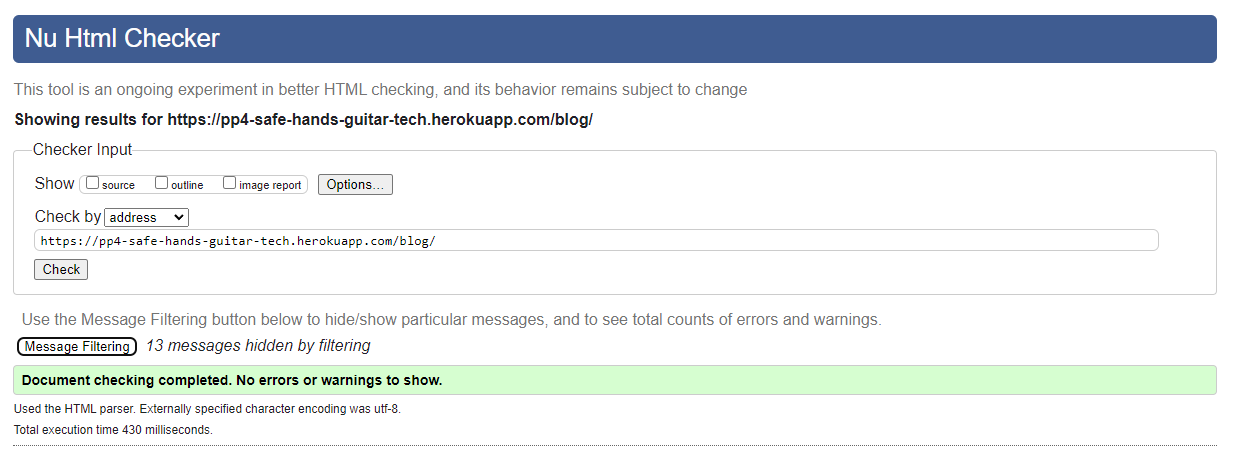 Nu Html Checker
This tool is an ongoing experiment in better HTML checking, and its behavior remains subject to change
Showing results for https://pp4-safe-hands-guitar-tech.herokuapp.com/blog/
Checker Input
Show source outline image report Options...
Check by address
https://pp4-safe-hands-guitar-tech.herokuapp.com/blog/
Check
Use the Message Filtering button below to hide/show particular messages, and to see total counts of errors and warnings.
Message Filtering 13 messages hidden by filtering
Document checking completed. No errors or warnings to show.
Used the HTML parser. Externally specified character encoding was utf-8.
Total execution time 430 milliseconds.